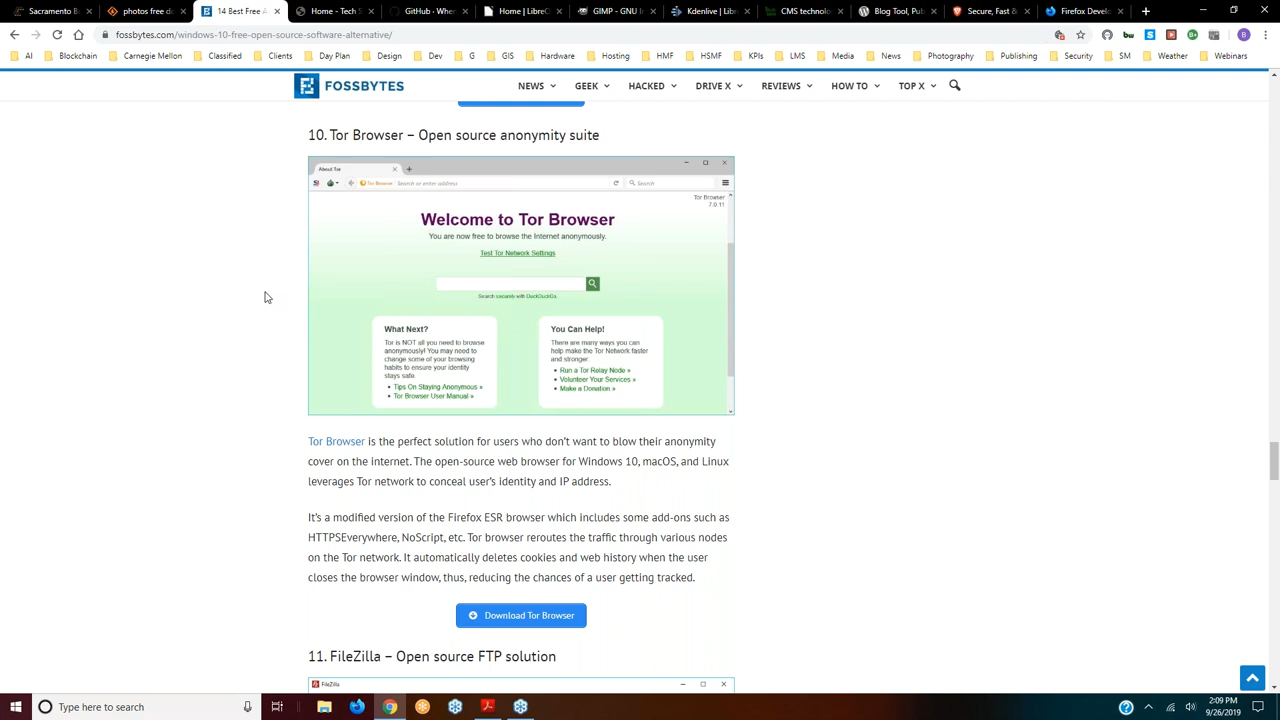 Sacramento B
photos free do
14 Best Free A
Home - Tech S
GitHub - Wher
Home | LibreC
GIMP - GNU's
Kdenlive | Libre
CMS technolo
Blog Tool, Pub
Secure, Fast &
Firefox Develo
fossbytes.com/windows-10-free-open-source-software-alternative/
AI
Blockchain
Carnegie Mellon
Classified
Clients
Day Plan
Design
Dev
G
GIS
Hardware
Hosting
HMF
HSMF
KPIs
LMS
Media
News
Photography
Publishing
Security
SM
Weather
Webinars
FOSSBYTES
NEWS
GEEK
HACKED
DRIVE X
REVIEWS
HOW TO
TOP X
10. Tor Browser – Open source anonymity suite
About Tor
Tor Browser
Search or enter address
Search
Tor Browser
7.0.11
Welcome to Tor Browser
You are now free to browse the Internet anonymously.
Test Tor Network Settings
Search securely with DuckDuckGo.
What Next?
Tor is NOT all you need to browse
anonymously! You may need to
change some of your browsing
habits to ensure your identity
stays safe.
• Tips On Staying Anonymous »
• Tor Browser User Manual »
You Can Help!
There are many ways you can
help make the Tor Network faster
and stronger:
• Run a Tor Relay Node »
• Volunteer Your Services »
• Make a Donation »
Tor Browser is the perfect solution for users who don't want to blow their anonymity
cover on the internet. The open-source web browser for Windows 10, macOS, and Linux
leverages Tor network to conceal user's identity and IP address.
It's a modified version of the Firefox ESR browser which includes some add-ons such as
HTTPSEverywhere, NoScript, etc. Tor browser reroutes the traffic through various nodes
on the Tor network. It automatically deletes cookies and web history when the user
closes the browser window, thus, reducing the chances of a user getting tracked.
Download Tor Browser
11. FileZilla – Open source FTP solution
FileZilla
Type here to search
2:09 PM
9/26/2019